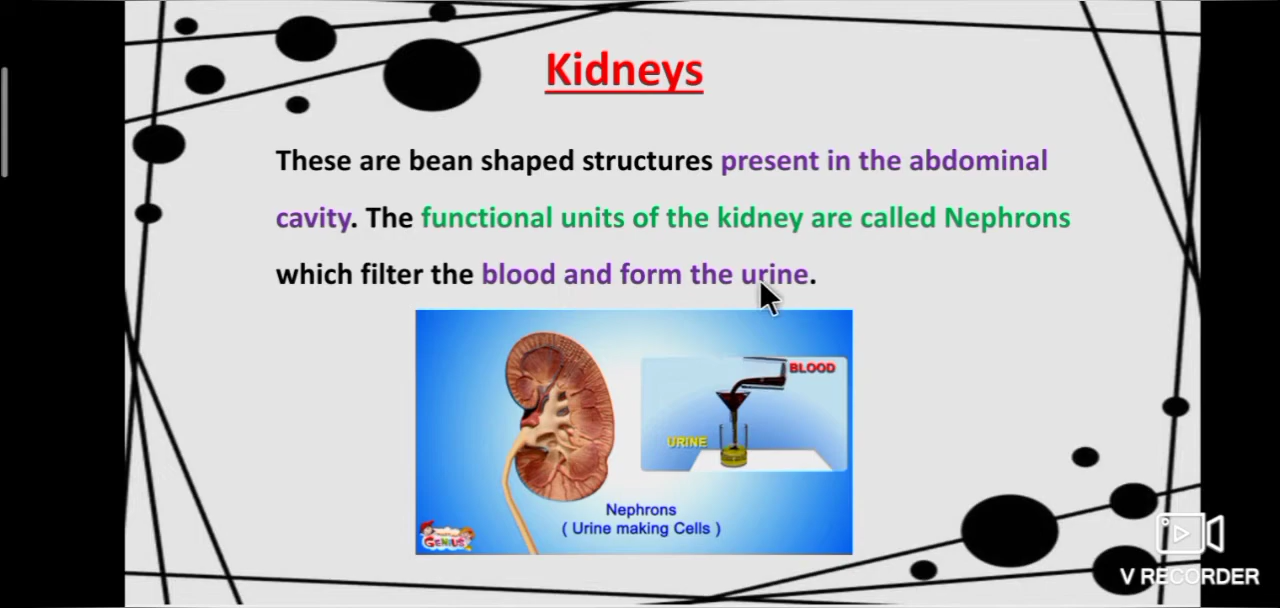 Kidneys
These are bean shaped structures present in the abdominal
cavity. The functional units of the kidney are called Nephrons
which filter the blood and form the urine.
BLOOD
URINE
Nephrons
( Urine making Cells )
GENIUS
V RECORDER